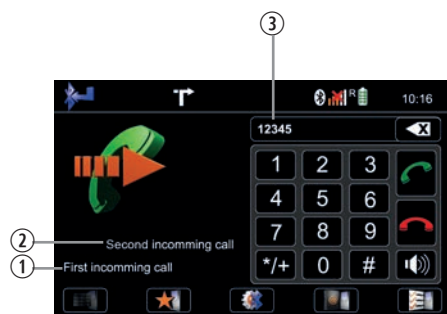 3
R 10:16
12345
1 2 3
4 5 6
2 Second incomming call
7 8 9
1 First incomming call
*/+ 0 #